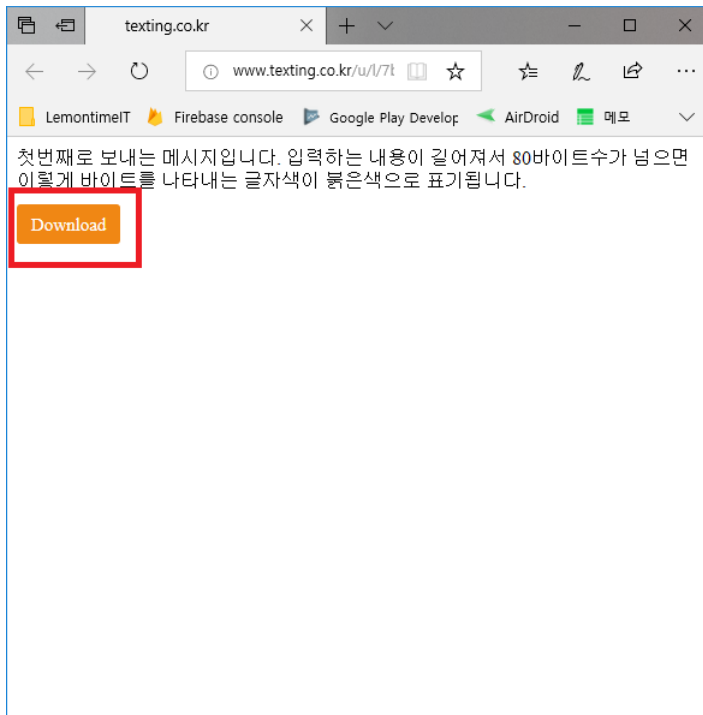 texting.co.kr
www.texting.co.kr/u/l/7
LemontimeIT Firebase console Google Play Develop AirDroid 메모
첫번째로 보내는 메시지입니다. 입력하는 내용이 길어져서 80바이트수가 넘으면
이렇게 바이트를 나타내는 글자색이 붉은색으로 표기됩니다.
Download